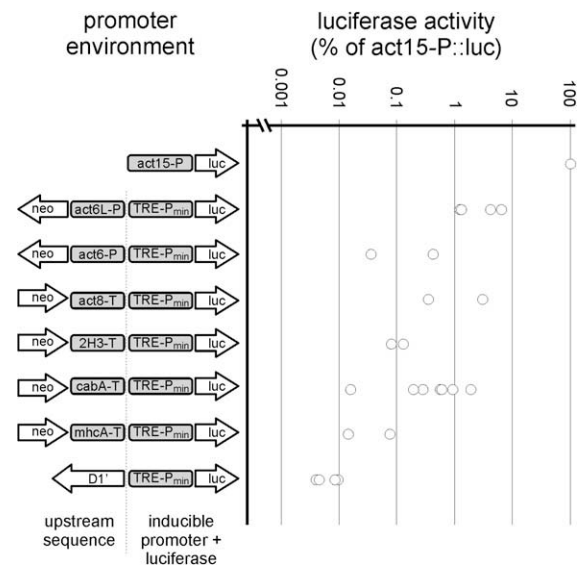 promoter
environment
luciferase activity
(% of act15-P::luc)
0.001
0.01
0.1
1
10
100
act15-P luc
neo act6L-P TRE-Pmin luc
neo act6-P TRE-Pmin luc
neo act8-T TRE-Pmin luc
neo 2H3-T TRE-Pmin luc
neo cabA-T TRE-Pmin luc
neo mhcA-T TRE-Pmin luc
D1' TRE-Pmin luc
upstream
sequence
inducible
promoter +
luciferase